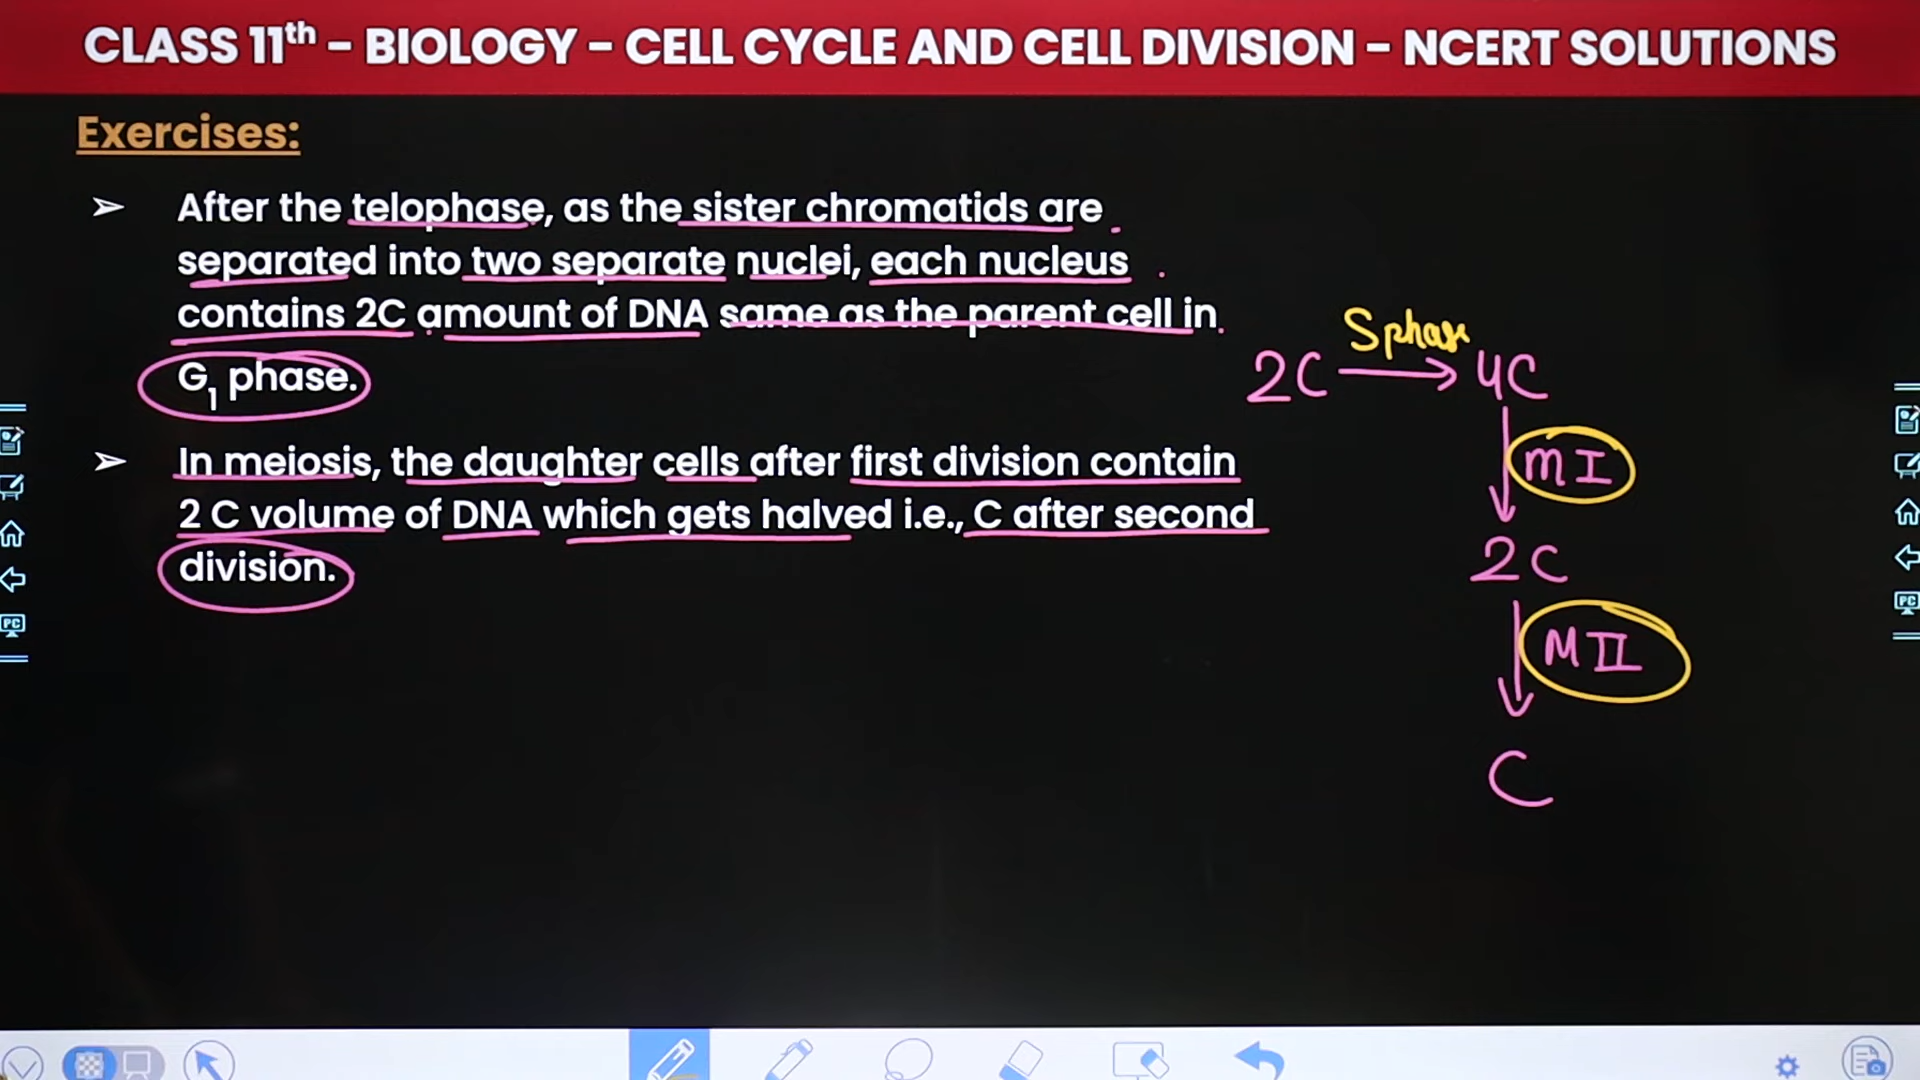 CLASS 11th – BIOLOGY – CELL CYCLE AND CELL DIVISION – NCERT SOLUTIONS
Exercises:
➢ After the telophase, as the sister chromatids are
separated into two separate nuclei, each nucleus
contains 2C amount of DNA same as the parent cell in
G1 phase.
➢ In meiosis, the daughter cells after first division contain
2 C volume of DNA which gets halved i.e., C after second
division.
S phase
2C → 4C
M I
2C
M II
C
PC
PC